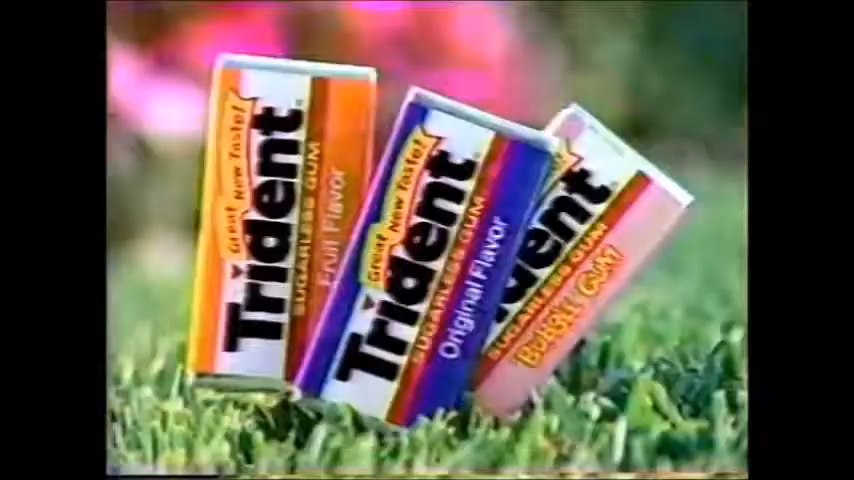 Great New Taste!
Trident
SUGARLESS GUM
Fruit Flavor
Great New Taste!
Trident
SUGARLESS GUM
Original Flavor
ident
SUGARLESS GUM
BUBBLE GUM